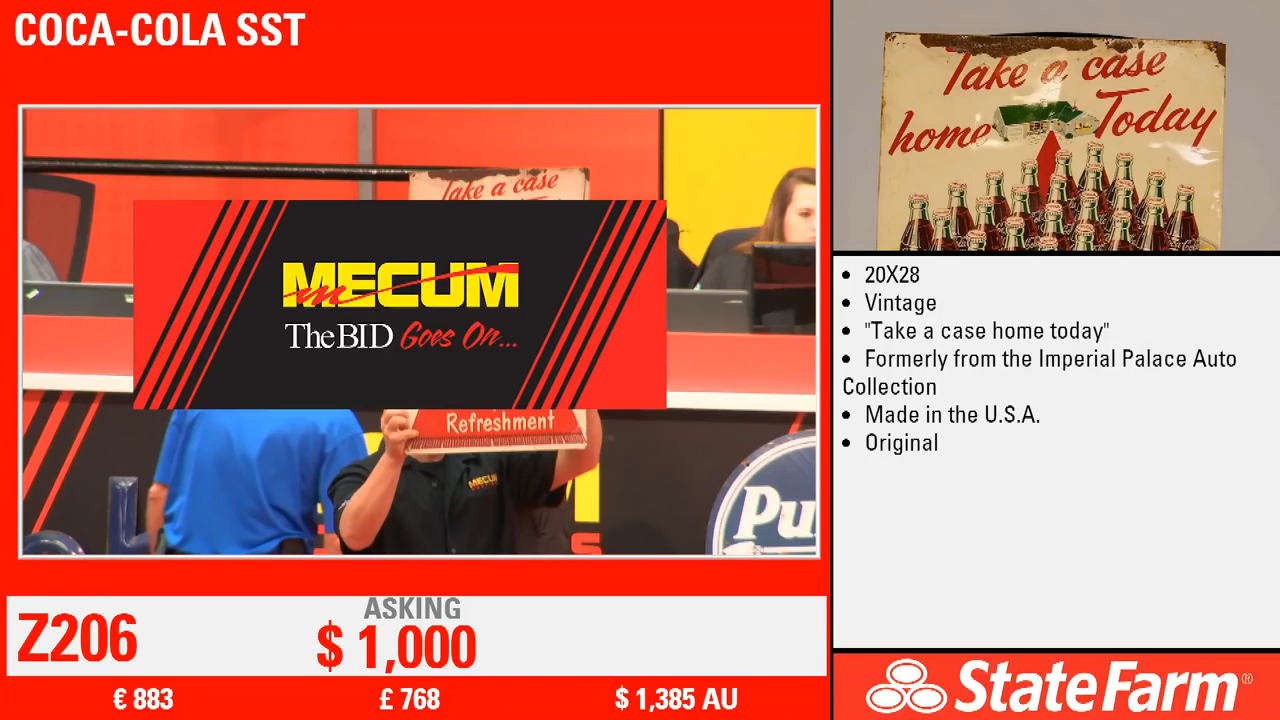 COCA-COLA SST
Take a case
MECUM
The BID Goes On...
Refreshment
MECUM
Pu
Take a case
home Today
• 20X28
• Vintage
• "Take a case home today"
• Formerly from the Imperial Palace Auto
Collection
• Made in the U.S.A.
• Original
Z206
ASKING
$ 1,000
€ 883
£ 768
$ 1,385 AU
StateFarm®